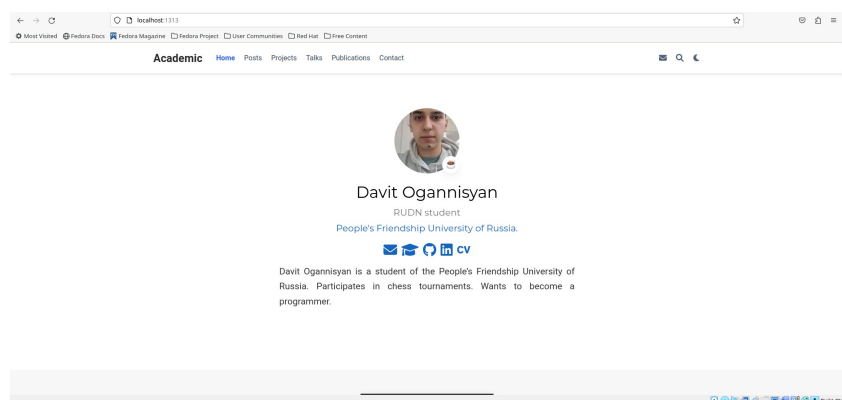 localhost:1313
Most Visited Fedora Docs Fedora Magazine Fedora Project User Communities Red Hat Free Content
Academic Home Posts Projects Talks Publications Contact
Davit Ogannisyan
RUDN student
People's Friendship University of Russia.
CV
Davit Ogannisyan is a student of the People's Friendship University of
Russia. Participates in chess tournaments. Wants to become a
programmer.